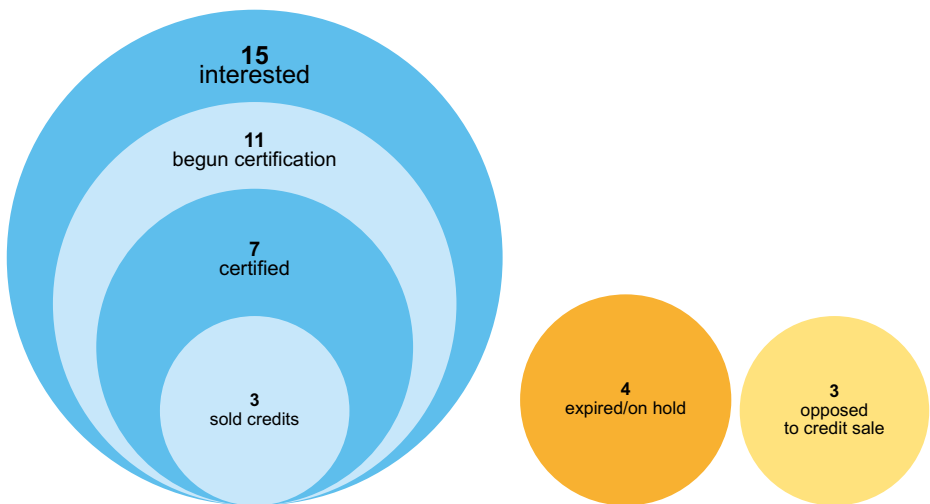 15
interested
11
begun certification
7
certified
3
sold credits
4
expired/on hold
3
opposed
to credit sale